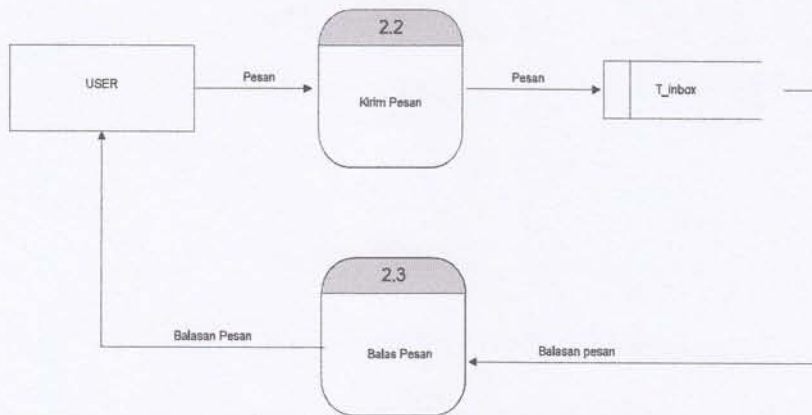 2.2
USER
Pesan
Kirim Pesan
Pesan
T_inbox
2.3
Balasan Pesan
Balas Pesan
Balasan pesan